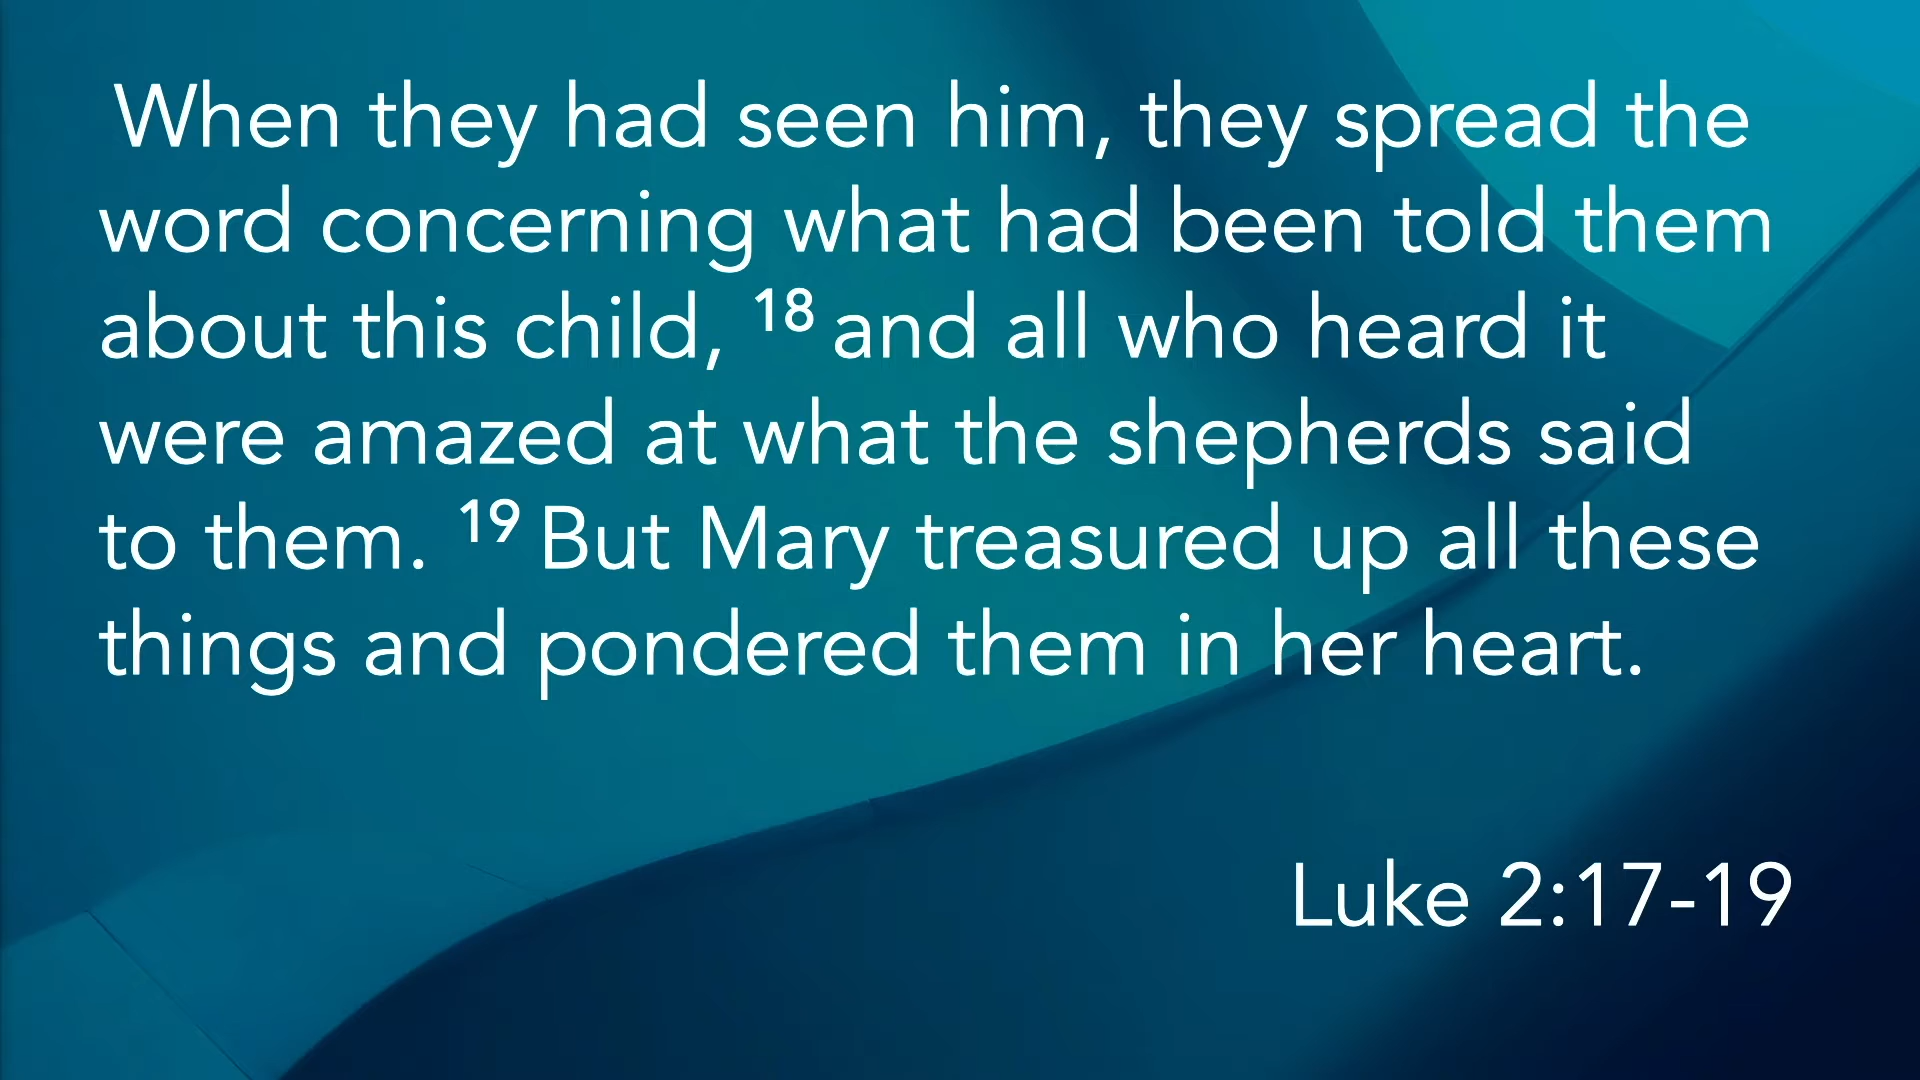 When they had seen him, they spread the
word concerning what had been told them
about this child, 18 and all who heard it
were amazed at what the shepherds said
to them. 19 But Mary treasured up all these
things and pondered them in her heart.
Luke 2:17-19